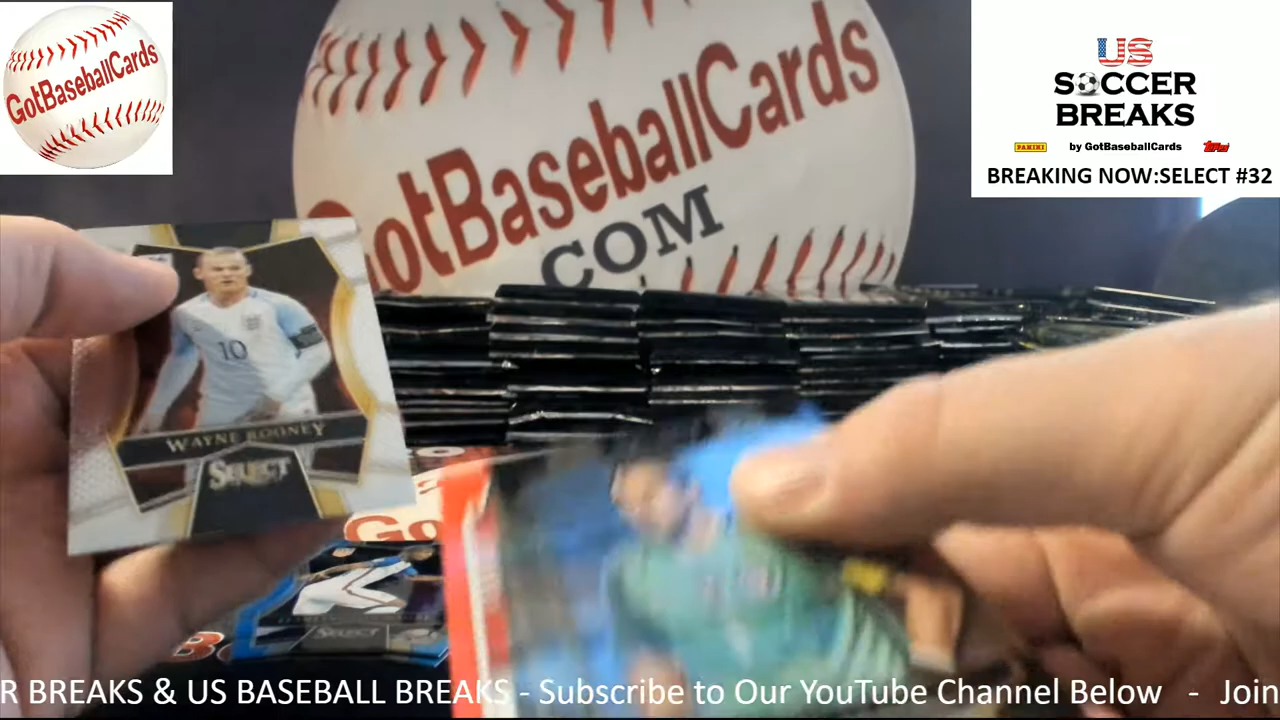 GotBaseballCards
GotBaseballCards
.COM
US
SOCCER
BREAKS
PANINI
by GotBaseballCards
Topps
BREAKING NOW:SELECT #32
10
WAYNE ROONEY
SELECT
Go
SELECT
R BREAKS & US BASEBALL BREAKS - Subscribe to Our YouTube Channel Below - Join